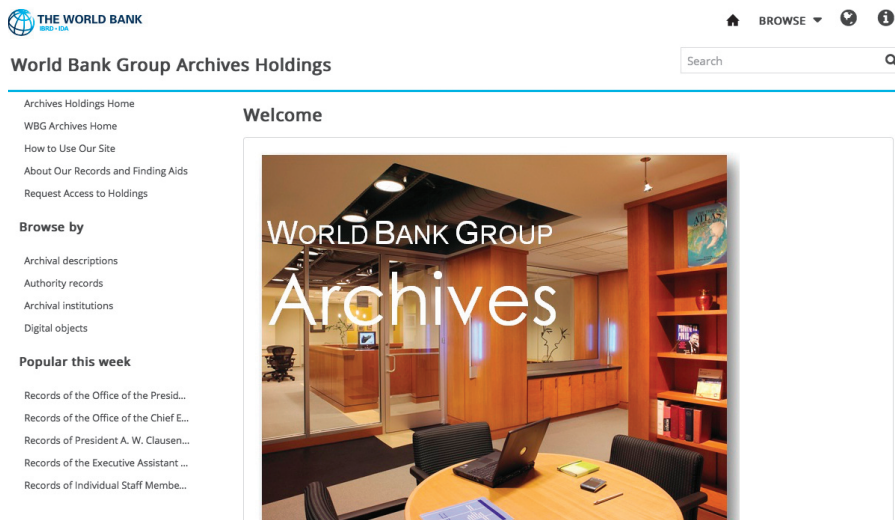 THE WORLD BANK
IBRD • IDA
BROWSE
World Bank Group Archives Holdings
Search
Archives Holdings Home
WBG Archives Home
How to Use Our Site
About Our Records and Finding Aids
Request Access to Holdings
Browse by
Archival descriptions
Authority records
Archival institutions
Digital objects
Popular this week
Records of the Office of the Presid...
Records of the Office of the Chief E...
Records of President A. W. Clausen...
Records of the Executive Assistant ...
Records of Individual Staff Membe...
Welcome
WORLD BANK GROUP
Archives
ATLAS